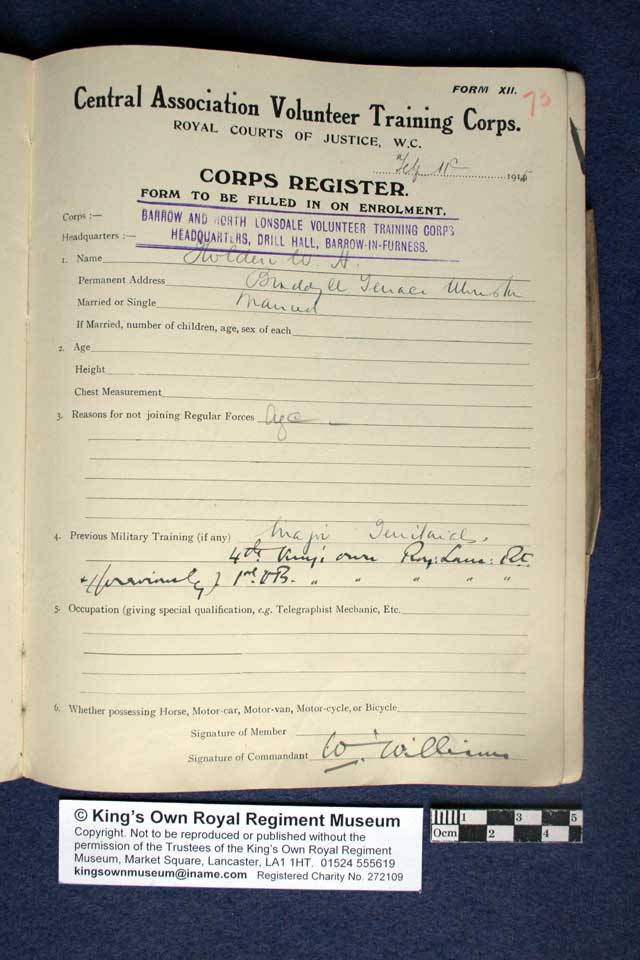 FORM XII.
73
Central Association Volunteer Training Corps.
ROYAL COURTS OF JUSTICE, W.C.
11 1915
CORPS REGISTER.
FORM TO BE FILLED IN ON ENROLMENT.
Corps :— BARROW AND NORTH LONSDALE VOLUNTEER TRAINING CORPS
Headquarters :— HEADQUARTERS, DRILL HALL, BARROW-IN-FURNESS.
1. Name Holden W. H.
Permanent Address Terrace
Married or Single Married
If Married, number of children, age, sex of each
2. Age
Height
Chest Measurement
3. Reasons for not joining Regular Forces Age —
4. Previous Military Training (if any) Major
4th King's own Roy: Lanc: Rt.
+ (previously) 1st V B. " " " " "
5. Occupation (giving special qualification, e.g. Telegraphist Mechanic, Etc.
6. Whether possessing Horse, Motor-car, Motor-van, Motor-cycle, or Bicycle
Signature of Member
Signature of Commandant W. Williams
© King's Own Royal Regiment Museum
Copyright. Not to be reproduced or published without the
permission of the Trustees of the King's Own Royal Regiment
Museum, Market Square, Lancaster, LA1 1HT. 01524 555619
kingsownmuseum@iname.com Registered Charity No. 272109
1 3 5
0cm 2 4